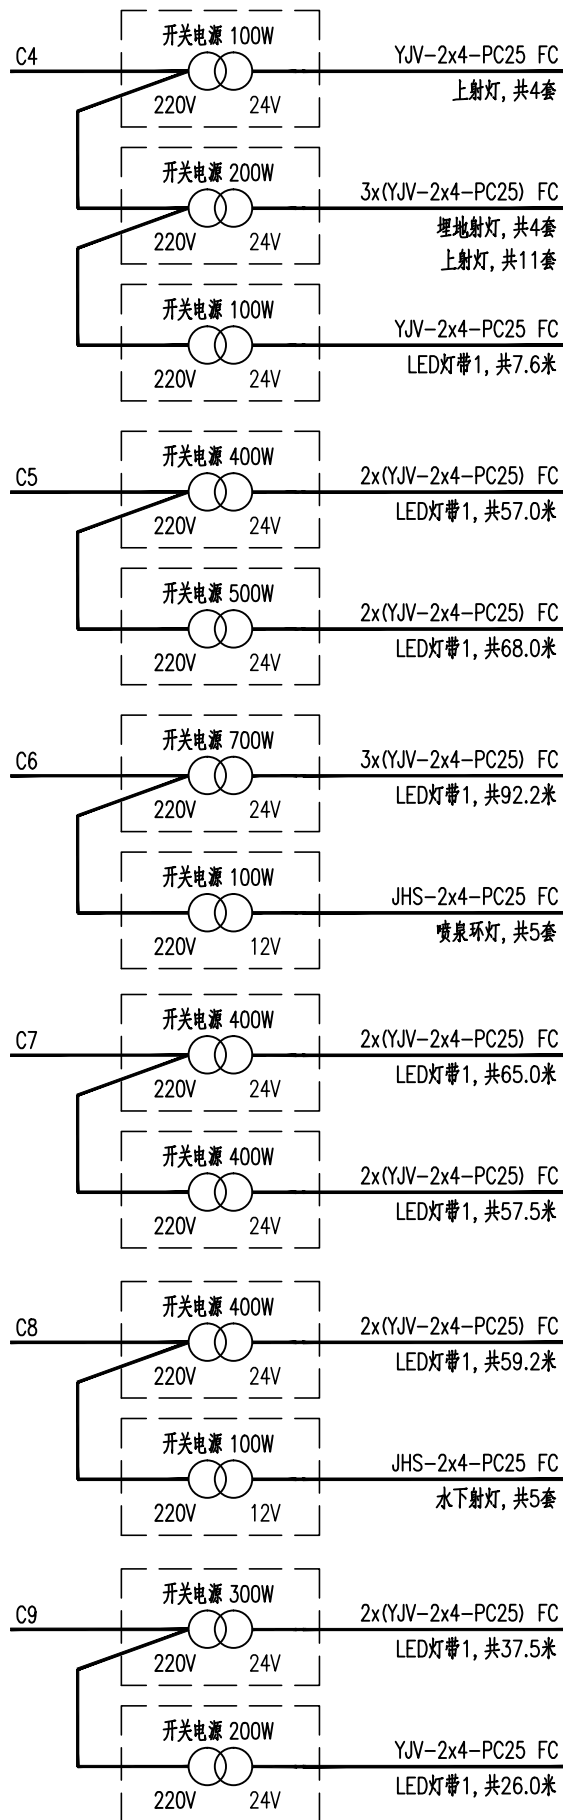 开关电源 100W
C4
YJV-2x4-PC25 FC
220V 24V
上射灯, 共4套
开关电源 200W
3x(YJV-2x4-PC25) FC
220V 24V
埋地射灯, 共4套
上射灯, 共11套
开关电源 100W
YJV-2x4-PC25 FC
220V 24V
LED灯带1, 共7.6米
开关电源 400W
C5
2x(YJV-2x4-PC25) FC
220V 24V
LED灯带1, 共57.0米
开关电源 500W
2x(YJV-2x4-PC25) FC
220V 24V
LED灯带1, 共68.0米
开关电源 700W
C6
3x(YJV-2x4-PC25) FC
220V 24V
LED灯带1, 共92.2米
开关电源 100W
JHS-2x4-PC25 FC
220V 12V
喷泉环灯, 共5套
开关电源 400W
C7
2x(YJV-2x4-PC25) FC
220V 24V
LED灯带1, 共65.0米
开关电源 400W
2x(YJV-2x4-PC25) FC
220V 24V
LED灯带1, 共57.5米
开关电源 400W
C8
2x(YJV-2x4-PC25) FC
220V 24V
LED灯带1, 共59.2米
开关电源 100W
JHS-2x4-PC25 FC
220V 12V
水下射灯, 共5套
开关电源 300W
C9
2x(YJV-2x4-PC25) FC
220V 24V
LED灯带1, 共37.5米
开关电源 200W
YJV-2x4-PC25 FC
220V 24V
LED灯带1, 共26.0米